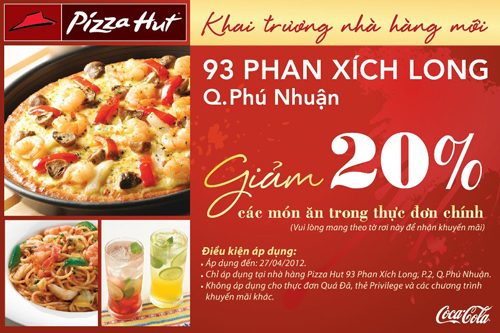 Pizza Hut
Khai trương nhà hàng mới
93 PHAN XÍCH LONG
Q.Phú Nhuận
Giảm 20%
các món ăn trong thực đơn chính
(Vui lòng mang theo tờ rơi này để nhận khuyến mãi)
Điều kiện áp dụng:
• Áp dụng đến: 27/04/2012.
• Chỉ áp dụng tại nhà hàng Pizza Hut 93 Phan Xích Long, P.2, Q.Phú Nhuận.
• Không áp dụng cho thực đơn Quá Đã, thẻ Privilege và các chương trình
khuyến mãi khác.
Coca-Cola